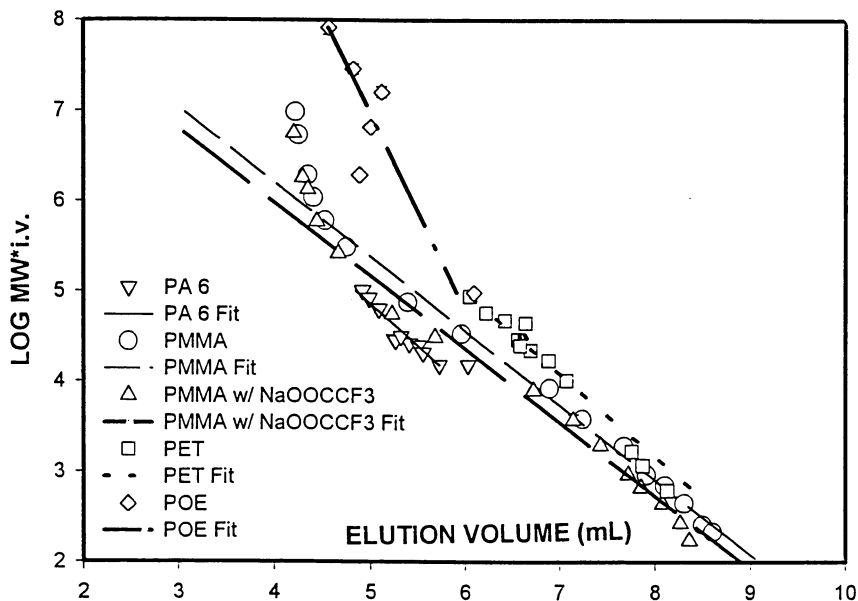 8
7
6
5
4
3
2
LOG MW*i.v.
PA 6
PA 6 Fit
PMMA
PMMA Fit
PMMA w/ NaOOCCF3
PMMA w/ NaOOCCF3 Fit
PET
PET Fit
POE
POE Fit
ELUTION VOLUME (mL)
2 3 4 5 6 7 8 9 10